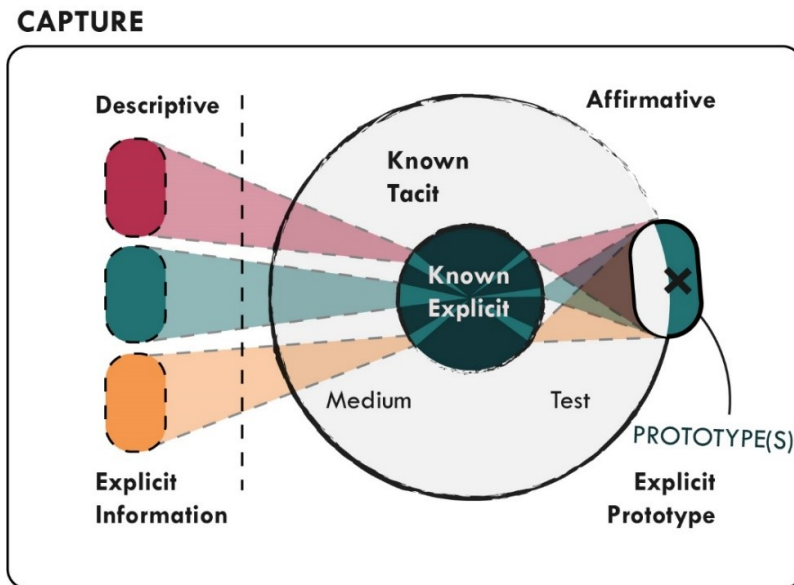 CAPTURE
Descriptive
Affirmative
Known
Tacit
Known
Explicit
Medium
Test
PROTOTYPE(S)
Explicit
Information
Explicit
Prototype